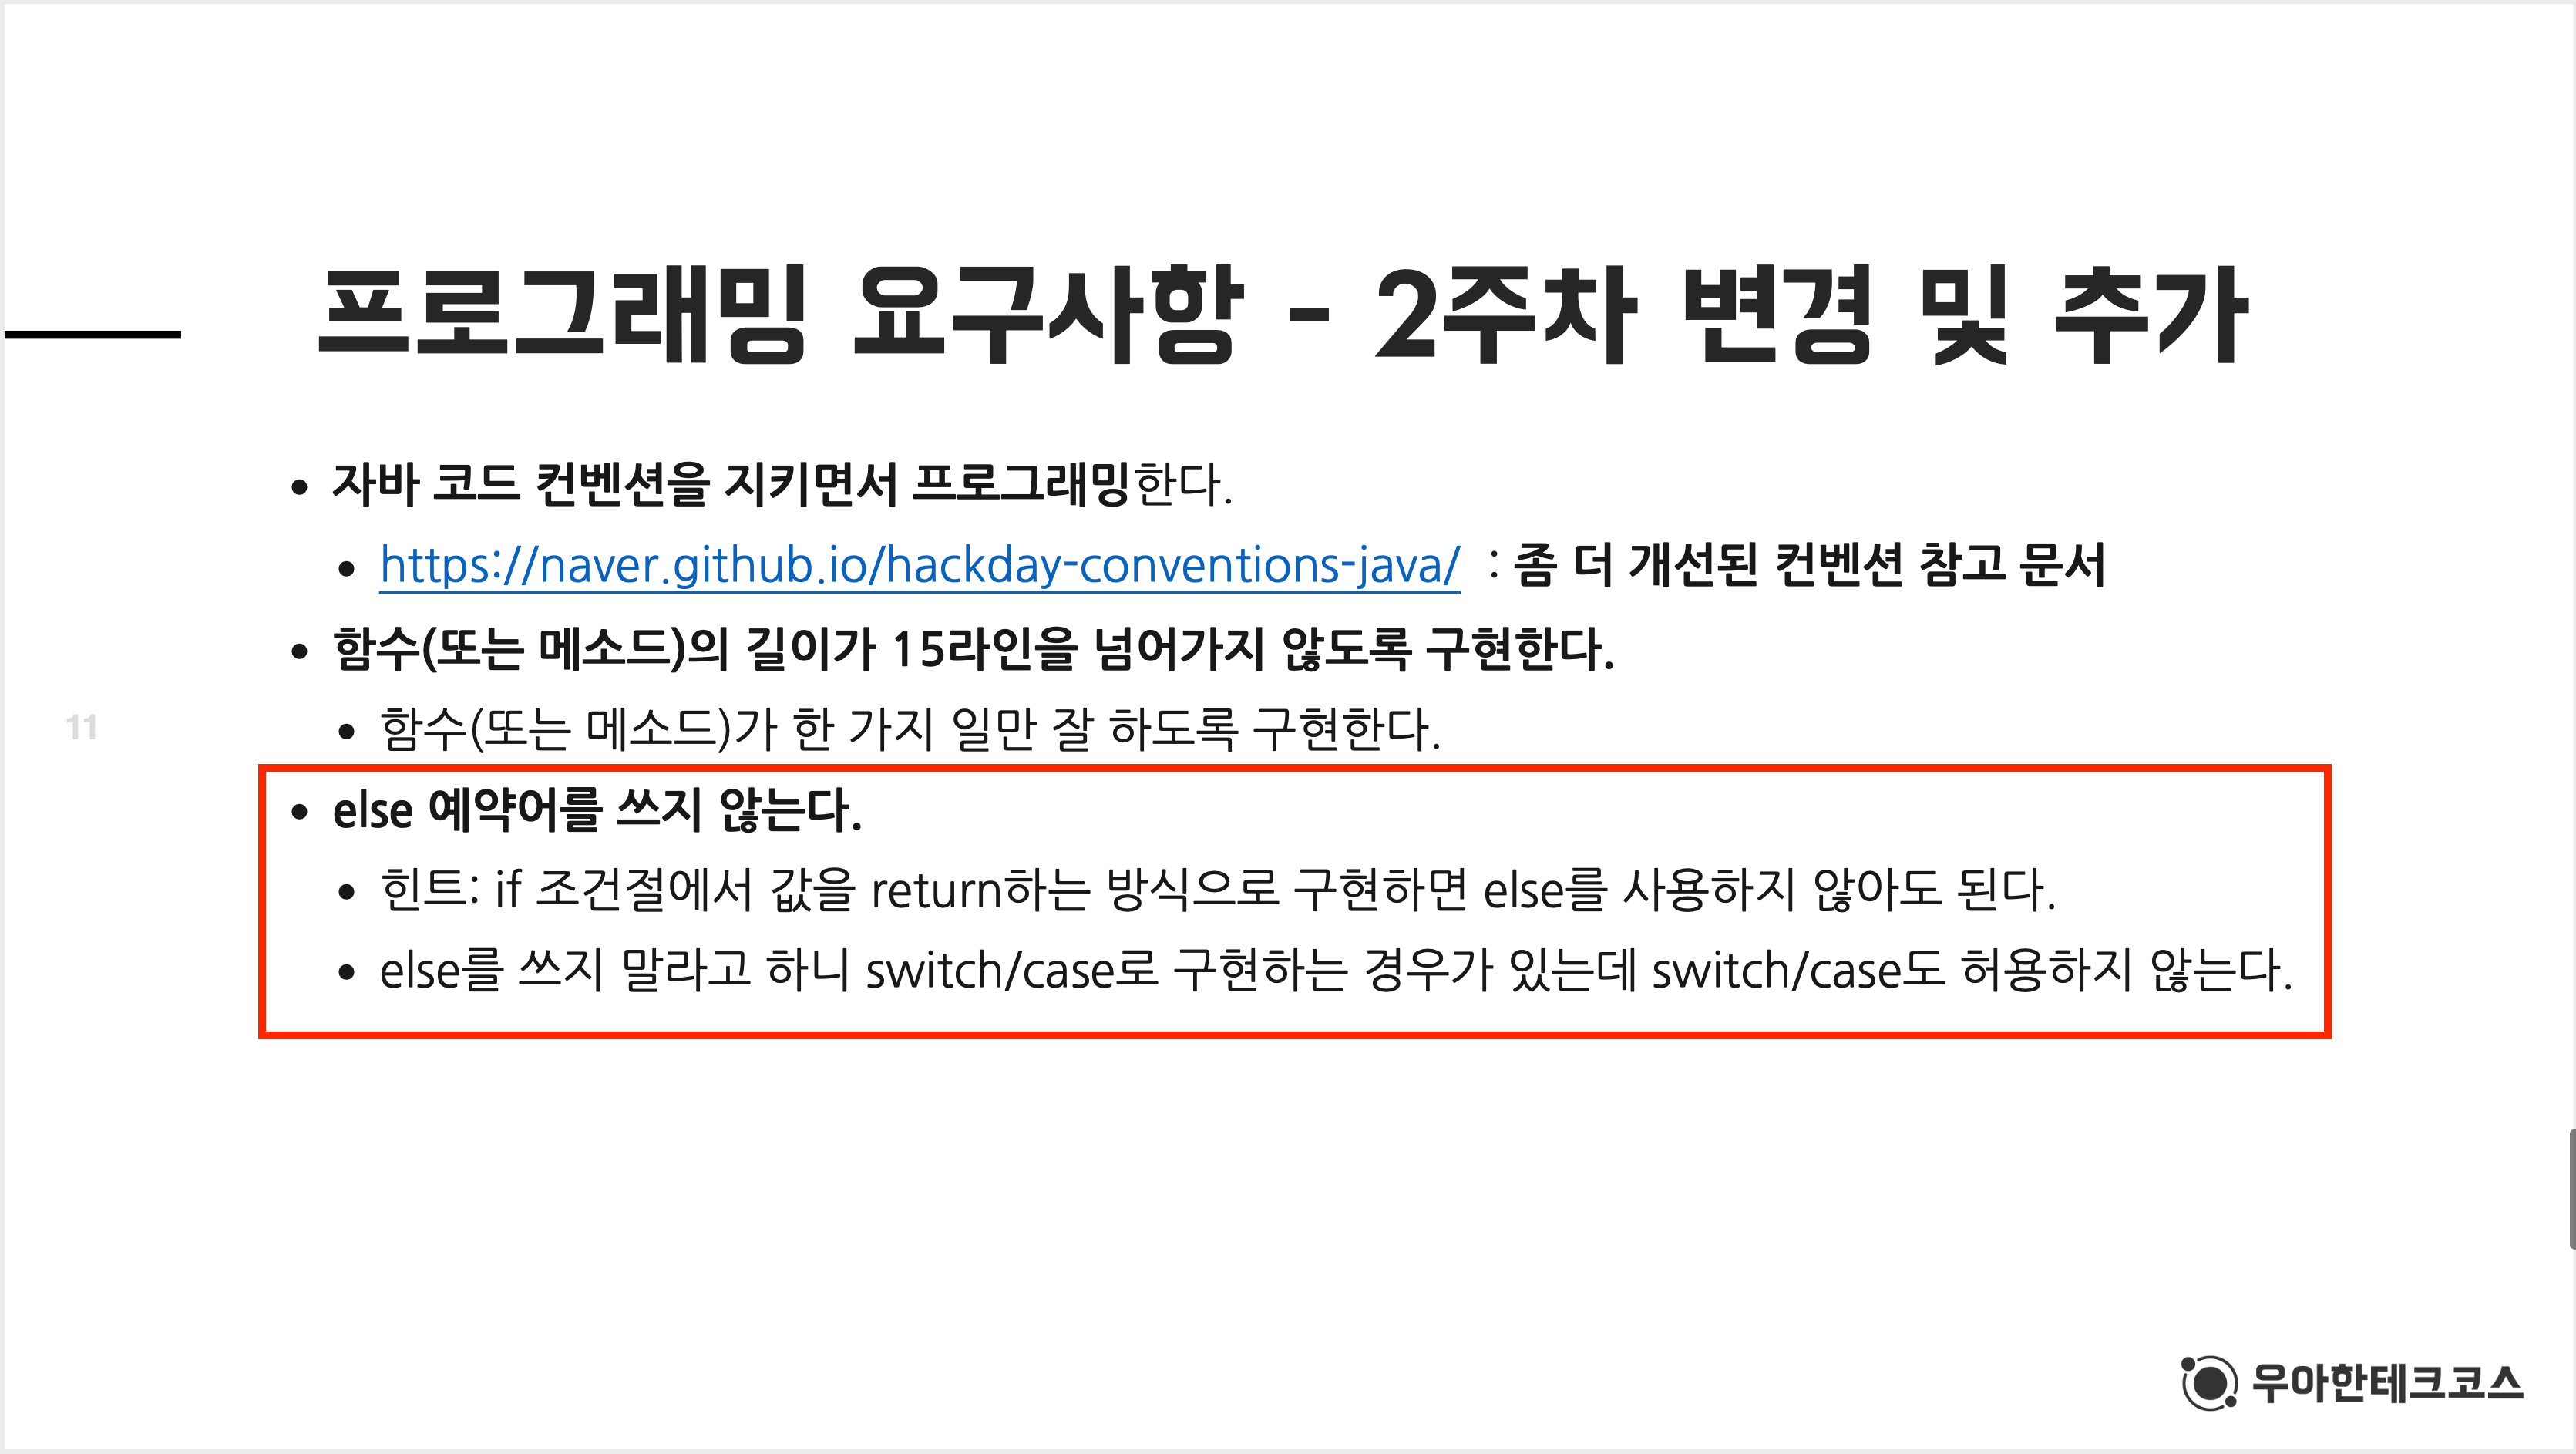 프로그래밍 요구사항 - 2주차 변경 및 추가
• 자바 코드 컨벤션을 지키면서 프로그래밍한다.
• https://naver.github.io/hackday-conventions-java/ : 좀 더 개선된 컨벤션 참고 문서
• 함수(또는 메소드)의 길이가 15라인을 넘어가지 않도록 구현한다.
• 함수(또는 메소드)가 한 가지 일만 잘 하도록 구현한다.
11
• else 예약어를 쓰지 않는다.
• 힌트: if 조건절에서 값을 return하는 방식으로 구현하면 else를 사용하지 않아도 된다.
• else를 쓰지 말라고 하니 switch/case로 구현하는 경우가 있는데 switch/case도 허용하지 않는다.
우아한테크코스